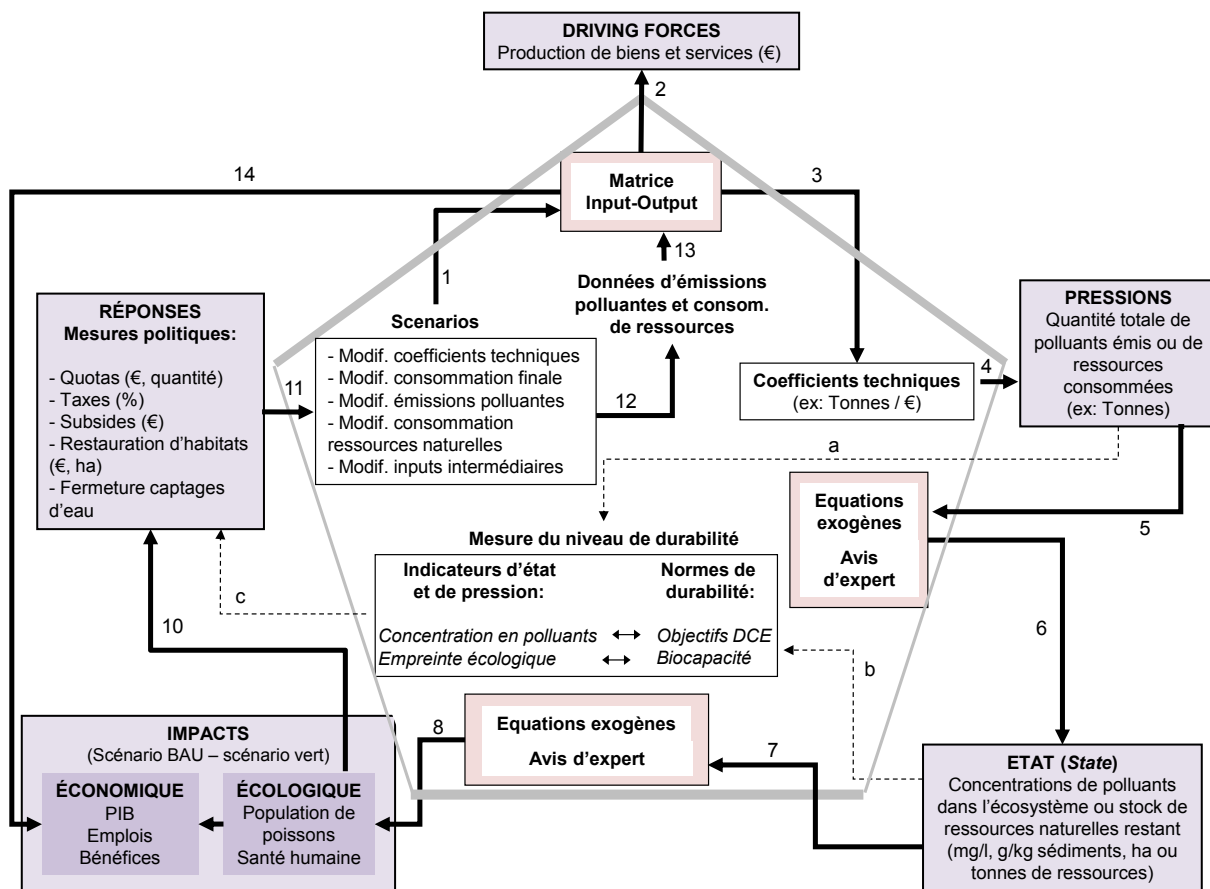 DRIVING FORCES
Production de biens et services (€)
2
14
Matrice
Input-Output
3
13
1
Données d'émissions
polluantes et consom.
de ressources
Scenarios
- Modif. coefficients techniques
- Modif. consommation finale
- Modif. émissions polluantes
- Modif. consommation
ressources naturelles
- Modif. inputs intermédiaires
RÉPONSES
Mesures politiques:
- Quotas (€, quantité)
- Taxes (%)
- Subsides (€)
- Restauration d'habitats
(€, ha)
- Fermeture captages
d'eau
11
12
Coefficients techniques
(ex: Tonnes / €)
4
PRESSIONS
Quantité totale de
polluants émis ou de
ressources
consommées
(ex: Tonnes)
a
Equations
exogènes
Avis
d'expert
5
Mesure du niveau de durabilité
Indicateurs d'état
et de pression:
Normes de
durabilité:
Concentration en polluants
Objectifs DCE
Empreinte écologique
Biocapacité
c
10
6
b
8
Equations exogènes
Avis d'expert
7
IMPACTS
(Scénario BAU – scénario vert)
ÉCONOMIQUE
PIB
Emplois
Bénéfices
ÉCOLOGIQUE
Population de
poissons
Santé humaine
ETAT (State)
Concentrations de polluants
dans l'écosystème ou stock de
ressources naturelles restant
(mg/l, g/kg sédiments, ha ou
tonnes de ressources)